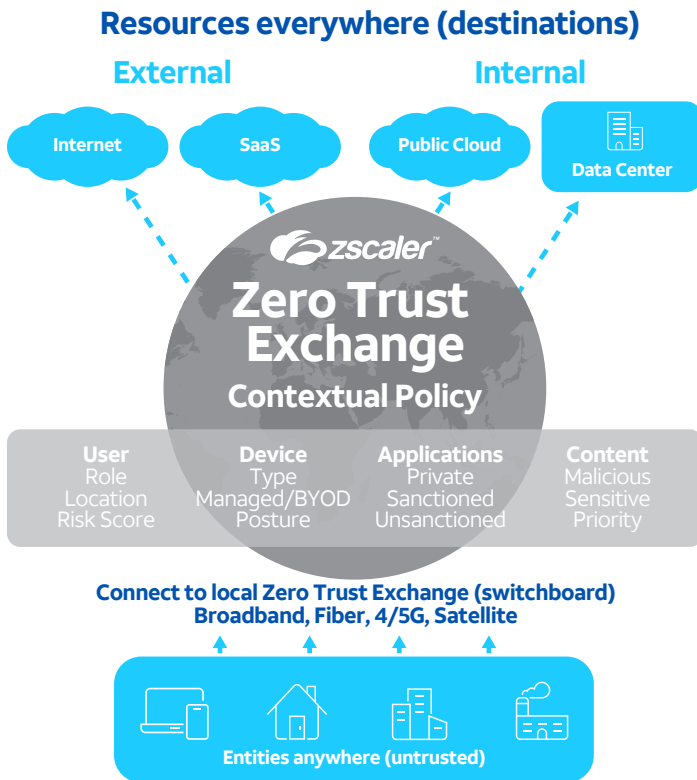 Resources everywhere (destinations)
External
Internal
Internet
SaaS
Public Cloud
Data Center
zscaler™
Zero Trust
Exchange
Contextual Policy
User
Role
Location
Risk Score
Device
Type
Managed/BYOD
Posture
Applications
Private
Sanctioned
Unsanctioned
Content
Malicious
Sensitive
Priority
Connect to local Zero Trust Exchange (switchboard)
Broadband, Fiber, 4/5G, Satellite
Entities anywhere (untrusted)